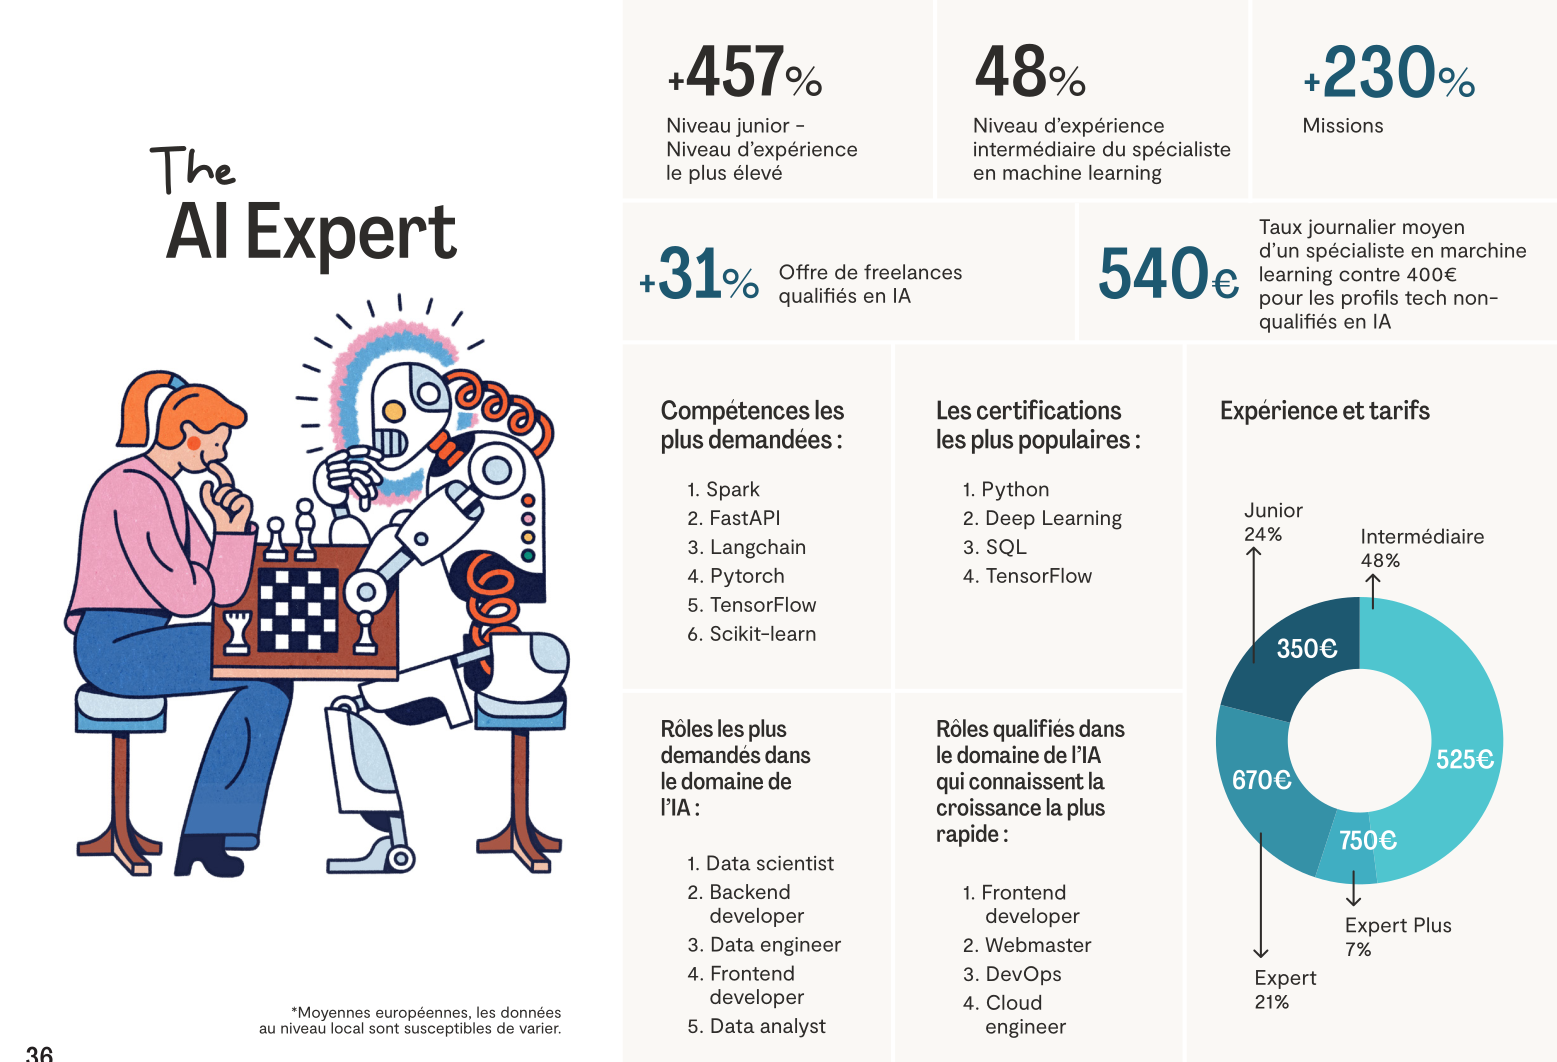 The
AI Expert
*Moyennes européennes, les données
au niveau local sont susceptibles de varier.
36
+457%
Niveau junior -
Niveau d'expérience
le plus élevé
48%
Niveau d'expérience
intermédiaire du spécialiste
en machine learning
+230%
Missions
+31%
Offre de freelances
qualifiés en IA
540€
Taux journalier moyen
d'un spécialiste en marchine
learning contre 400€
pour les profils tech non-
qualifiés en IA
Compétences les
plus demandées :
1. Spark
2. FastAPI
3. Langchain
4. Pytorch
5. TensorFlow
6. Scikit-learn
Les certifications
les plus populaires :
1. Python
2. Deep Learning
3. SQL
4. TensorFlow
Rôles les plus
demandés dans
le domaine de
l'IA :
1. Data scientist
2. Backend
developer
3. Data engineer
4. Frontend
developer
5. Data analyst
Rôles qualifiés dans
le domaine de l'IA
qui connaissent la
croissance la plus
rapide :
1. Frontend
developer
2. Webmaster
3. DevOps
4. Cloud
engineer
Expérience et tarifs
Junior
24%
Intermédiaire
48%
350€
525€
670€
750€
Expert Plus
7%
Expert
21%